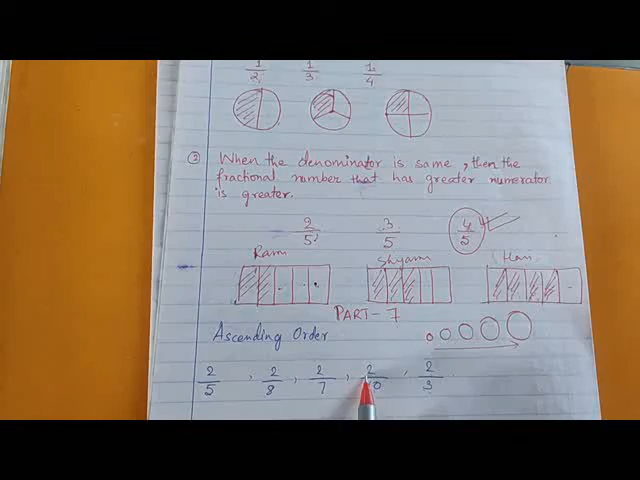 1/2 1/3 1/4
② When the denominator is same, then the
fractional number that has greater numerator
is greater.
2/5 3/5 4/5
Ram Shyam Hari
PART-7
Ascending Order
2/5, 2/8, 2/7, 2/10, 2/3